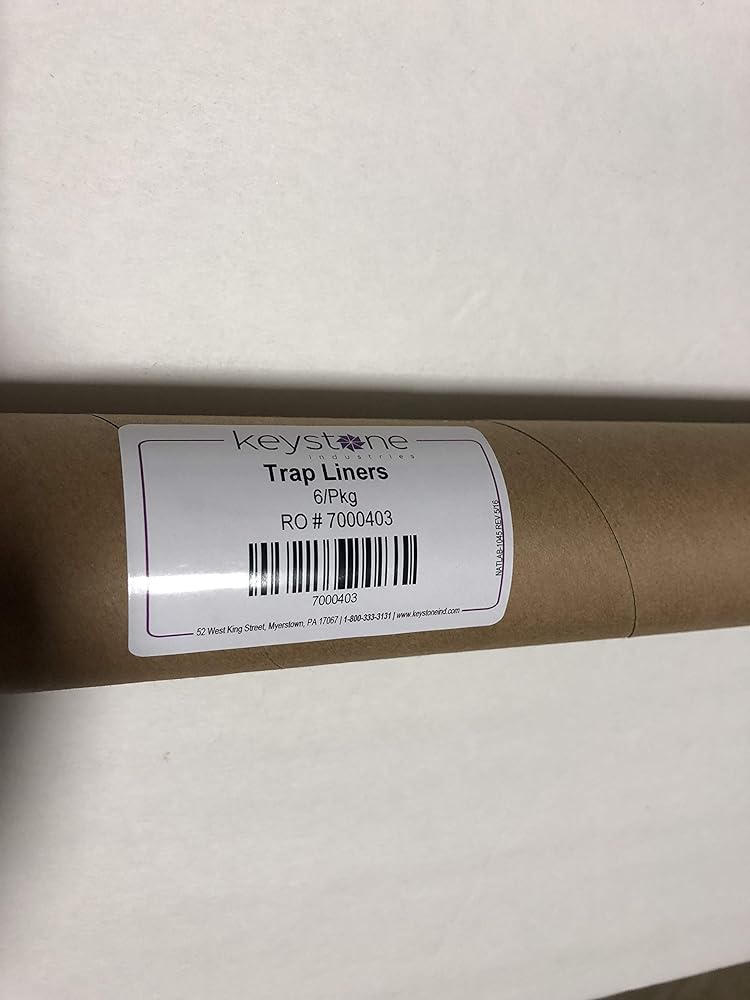 keystone
industries
Trap Liners
6/Pkg
RO # 7000403
7000403
52 West King Street, Myerstown, PA 17067 | 1-800-333-3131 | www.keystoneind.com
NATLAB-1045 REV 5/16